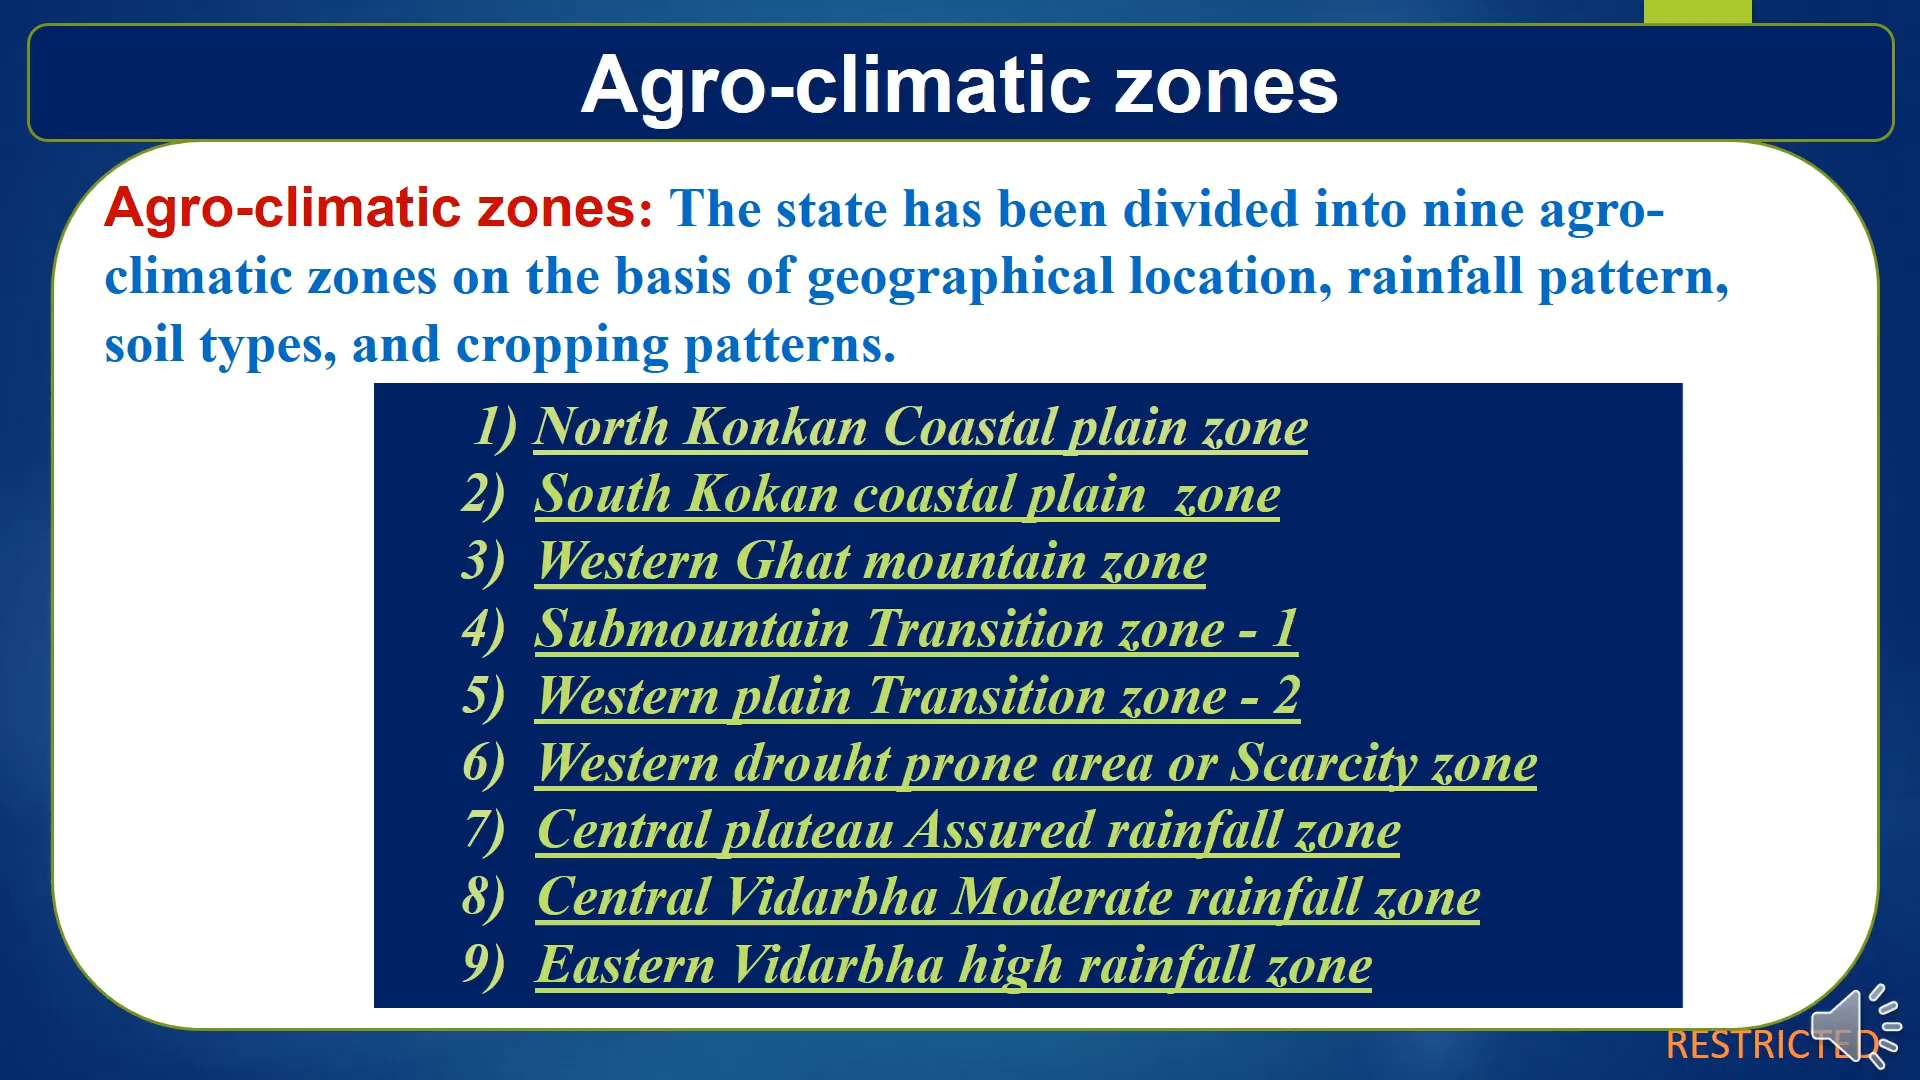 Agro-climatic zones
Agro-climatic zones: The state has been divided into nine agro-
climatic zones on the basis of geographical location, rainfall pattern,
soil types, and cropping patterns.
1) North Konkan Coastal plain zone
2) South Kokan coastal plain zone
3) Western Ghat mountain zone
4) Submountain Transition zone - 1
5) Western plain Transition zone - 2
6) Western drouht prone area or Scarcity zone
7) Central plateau Assured rainfall zone
8) Central Vidarbha Moderate rainfall zone
9) Eastern Vidarbha high rainfall zone
RESTRICTED